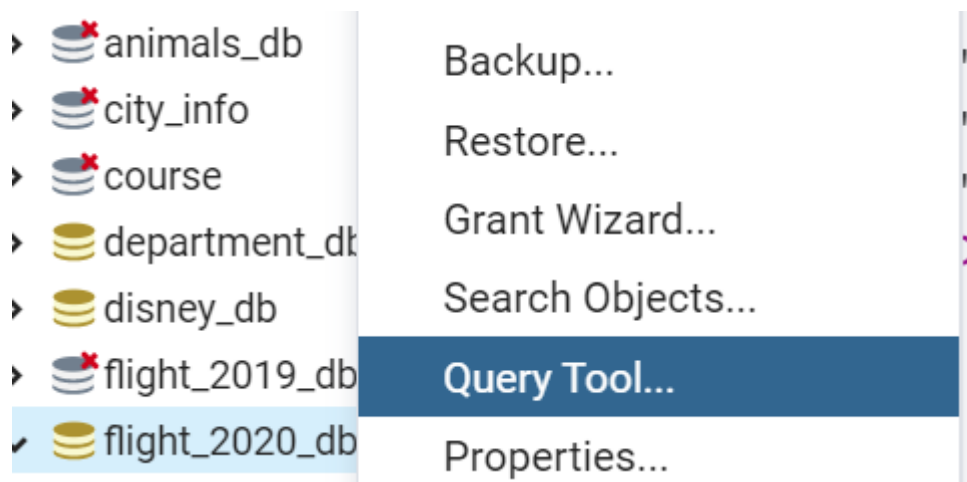 animals_db
city_info
course
department_db
disney_db
flight_2019_db
flight_2020_db
Backup...
Restore...
Grant Wizard...
Search Objects...
Query Tool...
Properties...